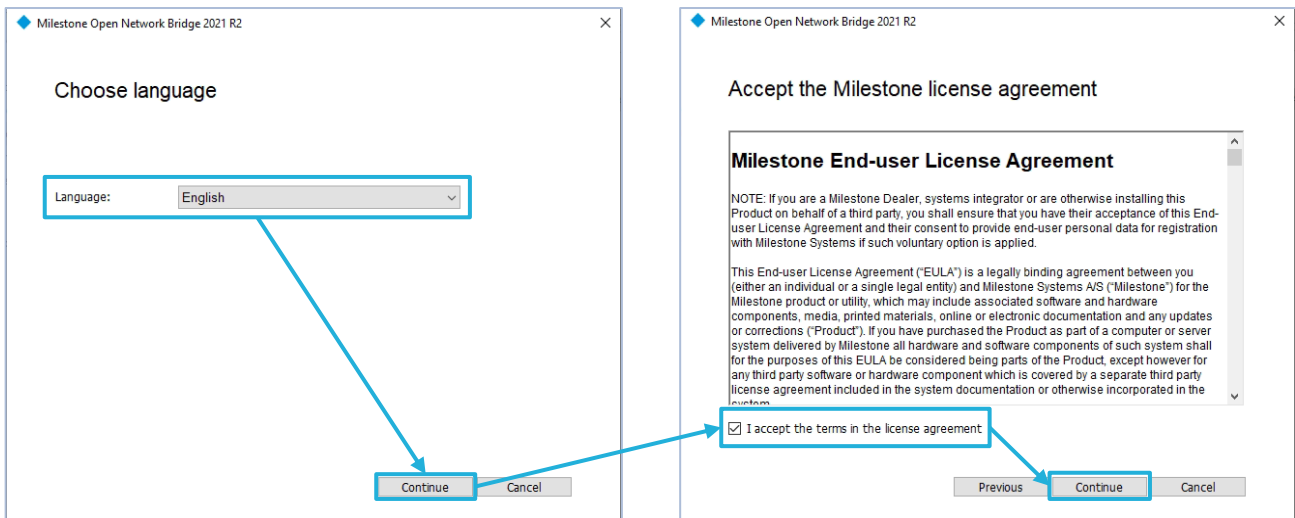 Milestone Open Network Bridge 2021 R2
Choose language
Language:
English
Continue
Cancel
Milestone Open Network Bridge 2021 R2
Accept the Milestone license agreement
Milestone End-user License Agreement
NOTE: If you are a Milestone Dealer, systems integrator or are otherwise installing this
Product on behalf of a third party, you shall ensure that you have their acceptance of this End-
user License Agreement and their consent to provide end-user personal data for registration
with Milestone Systems if such voluntary option is applied.
This End-user License Agreement (“EULA”) is a legally binding agreement between you
(either an individual or a single legal entity) and Milestone Systems A/S (“Milestone”) for the
Milestone product or utility, which may include associated software and hardware
components, media, printed materials, online or electronic documentation and any updates
or corrections (“Product”). If you have purchased the Product as part of a computer or server
system delivered by Milestone all hardware and software components of such system shall
for the purposes of this EULA be considered being parts of the Product, except however for
any third party software or hardware component which is covered by a separate third party
license agreement included in the system documentation or otherwise incorporated in the
system
I accept the terms in the license agreement
Previous
Continue
Cancel